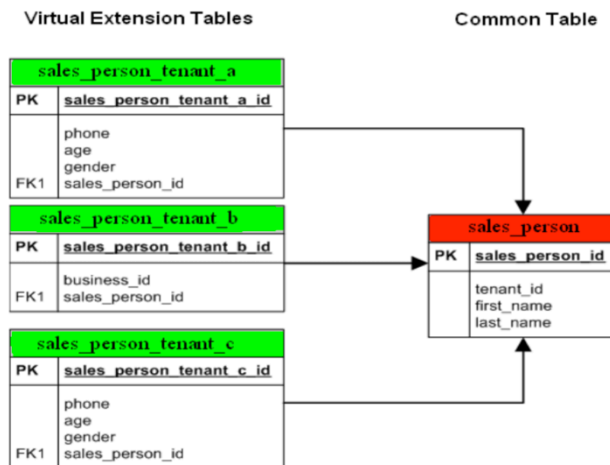 Virtual Extension Tables
Common Table
sales_person_tenant_a
PK sales_person_tenant_a_id
phone
age
gender
FK1 sales_person_id
sales_person_tenant_b
PK sales_person_tenant_b_id
business_id
FK1 sales_person_id
sales_person_tenant_c
PK sales_person_tenant_c_id
phone
age
gender
FK1 sales_person_id
sales_person
PK sales_person_id
tenant_id
first_name
last_name